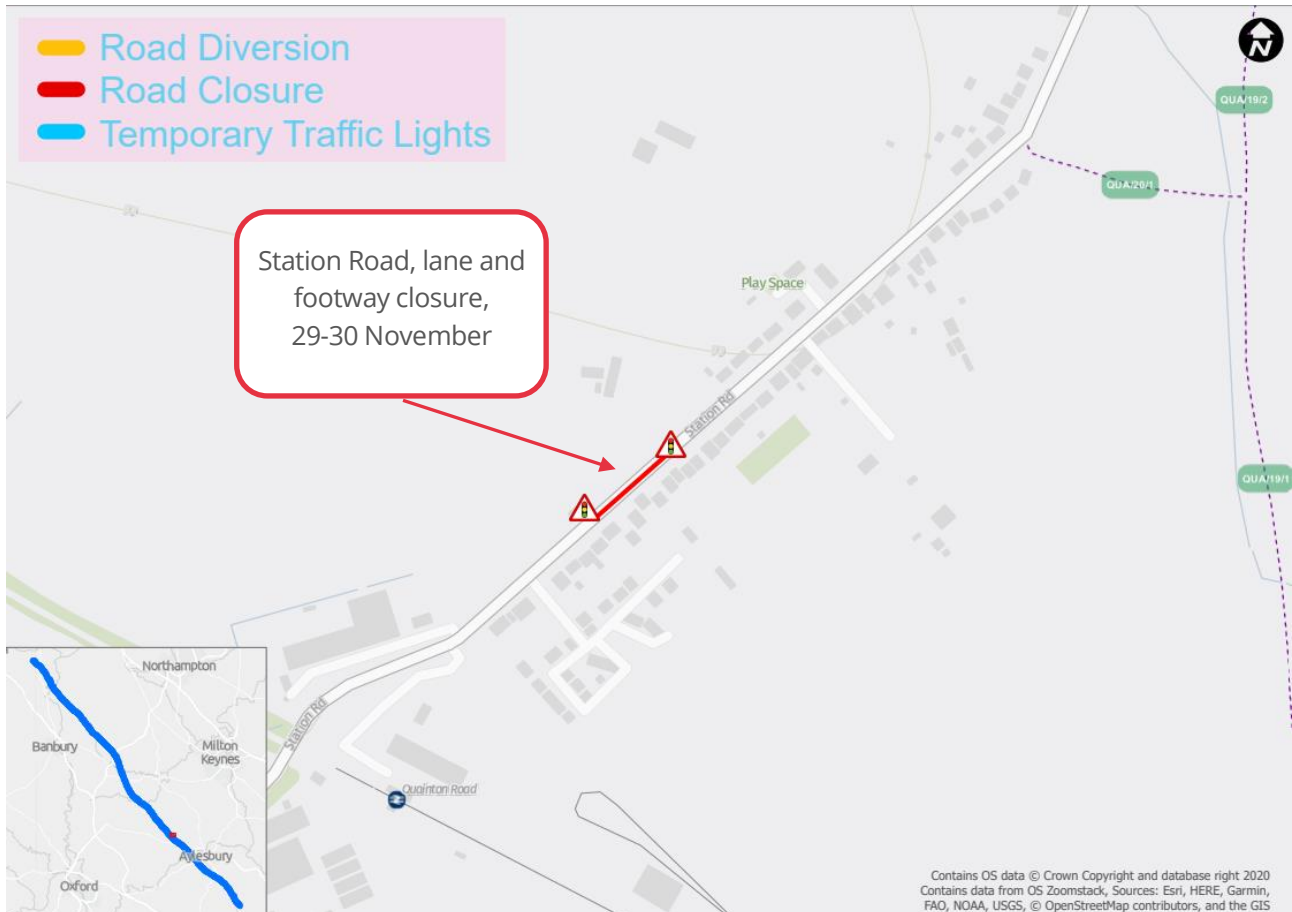 Road Diversion
Road Closure
Temporary Traffic Lights
N
QUA/19/2
QUA/20/1
Station Road, lane and
footway closure,
29-30 November
Play Space
Station Rd
QUA/19/1
Station Rd
Quainton Road
Northampton
Banbury
Milton
Keynes
Aylesbury
Oxford
Contains OS data © Crown Copyright and database right 2020
Contains data from OS Zoomstack, Sources: Esri, HERE, Garmin,
FAO, NOAA, USGS, © OpenStreetMap contributors, and the GIS